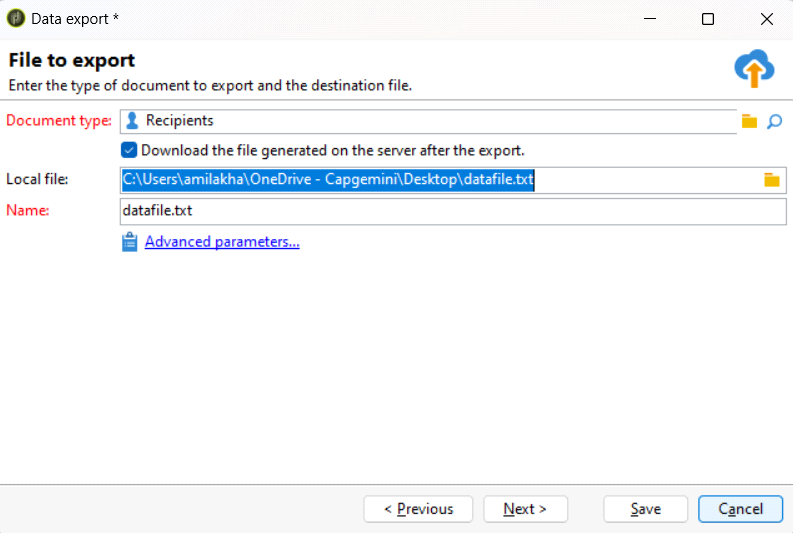 Data export *
File to export
Enter the type of document to export and the destination file.
Document type: Recipients
Download the file generated on the server after the export.
Local file: C:\Users\amilakha\OneDrive - Capgemini\Desktop\datafile.txt
Name: datafile.txt
Advanced parameters...
< Previous Next > Save Cancel